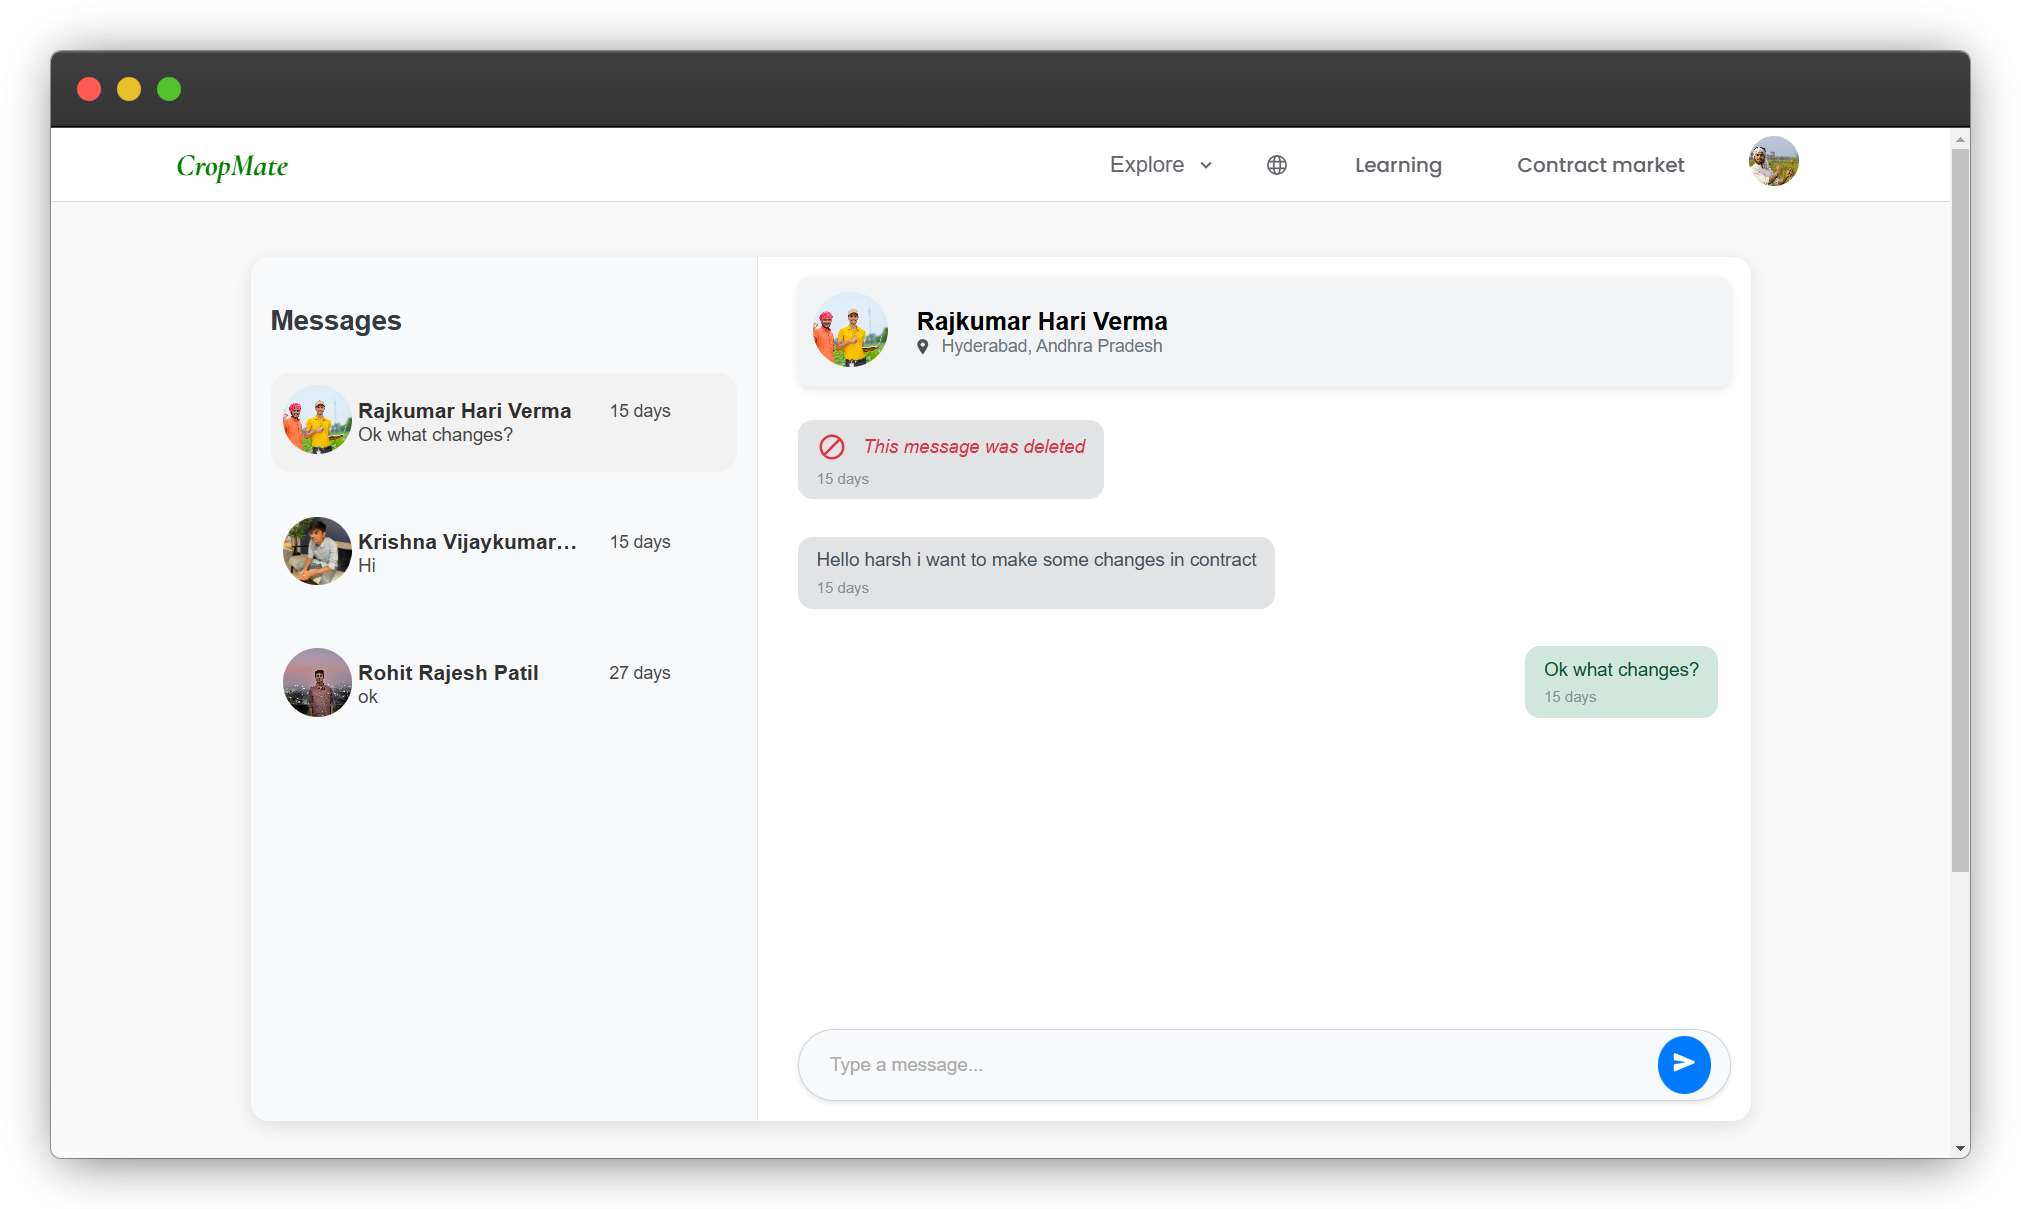 CropMate
Explore
Learning
Contract market
Messages
Rajkumar Hari Verma
15 days
Ok what changes?
Krishna Vijaykumar...
15 days
Hi
Rohit Rajesh Patil
27 days
ok
Rajkumar Hari Verma
Hyderabad, Andhra Pradesh
This message was deleted
15 days
Hello harsh i want to make some changes in contract
15 days
Ok what changes?
15 days
Type a message...